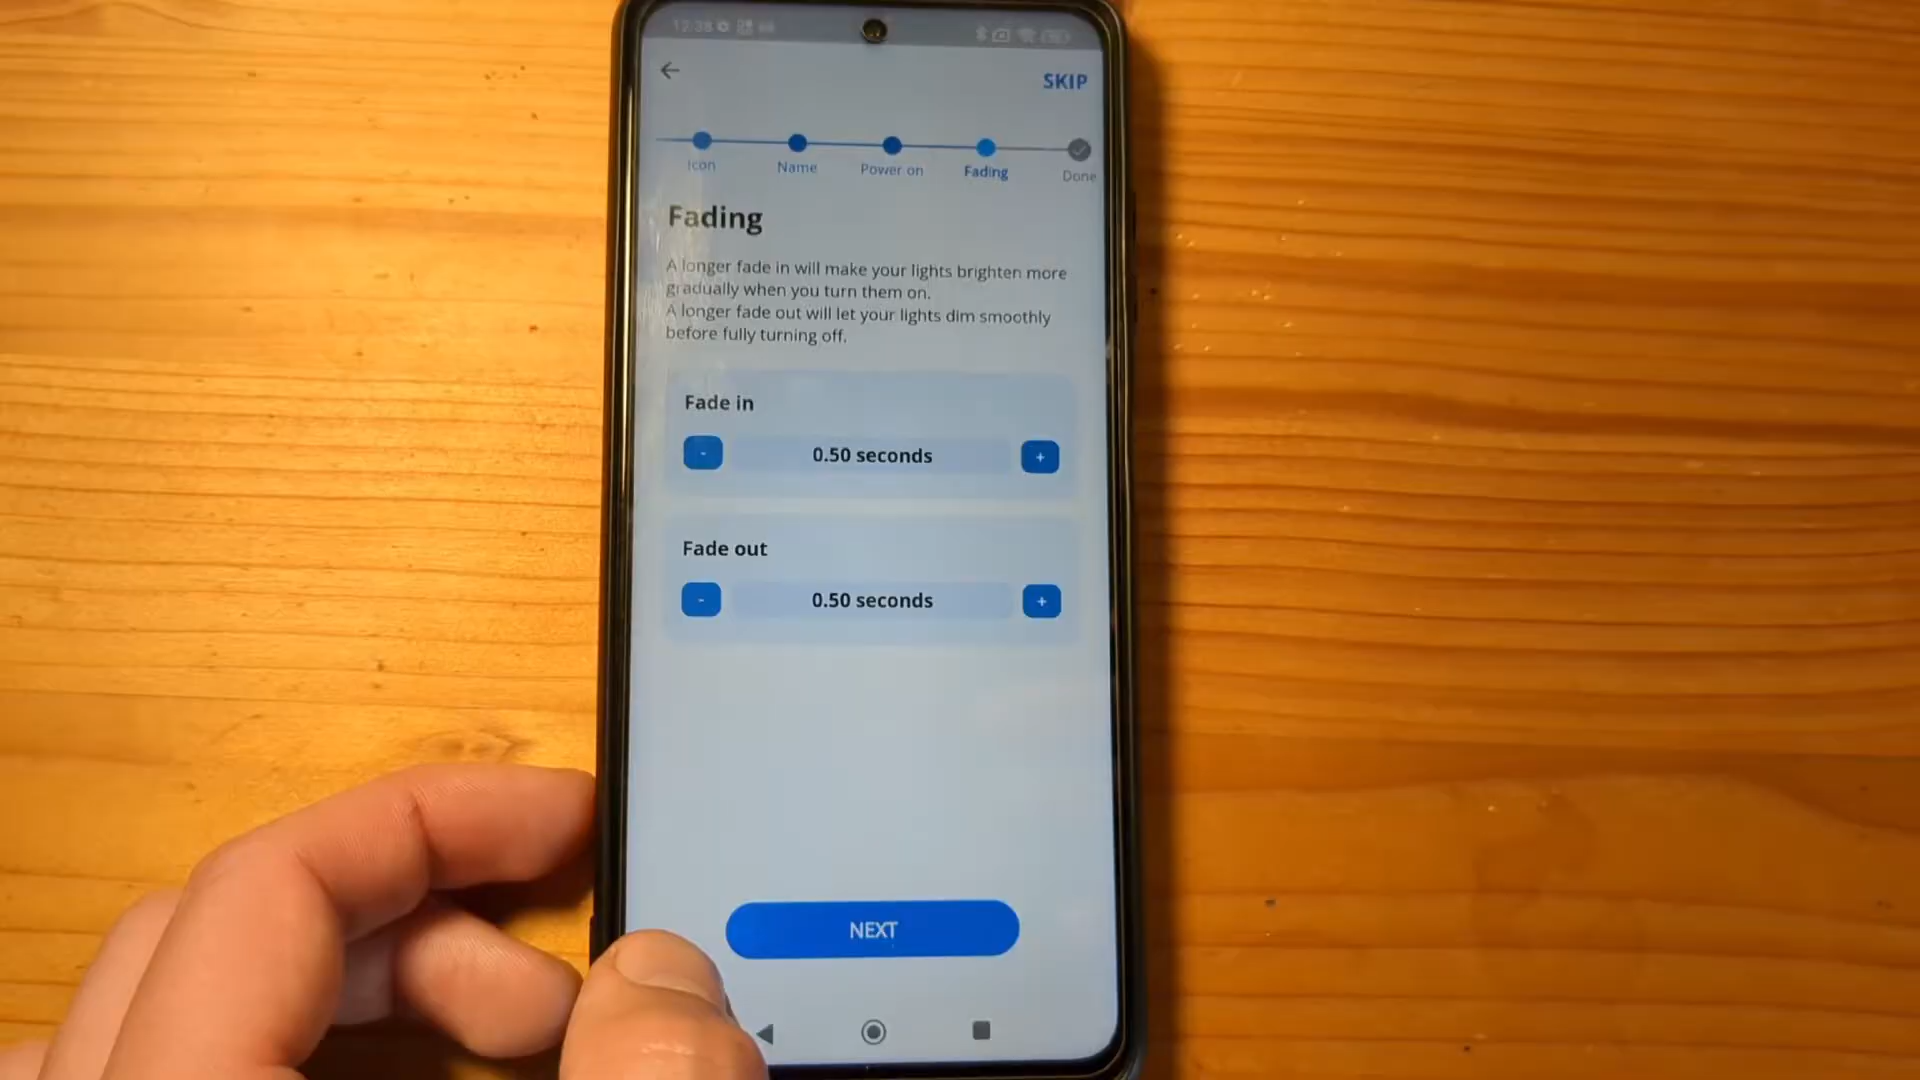 12:38
SKIP
Icon
Name
Power on
Fading
Done
Fading
A longer fade in will make your lights brighten more
gradually when you turn them on.
A longer fade out will let your lights dim smoothly
before fully turning off.
Fade in
- 0.50 seconds +
Fade out
- 0.50 seconds +
NEXT